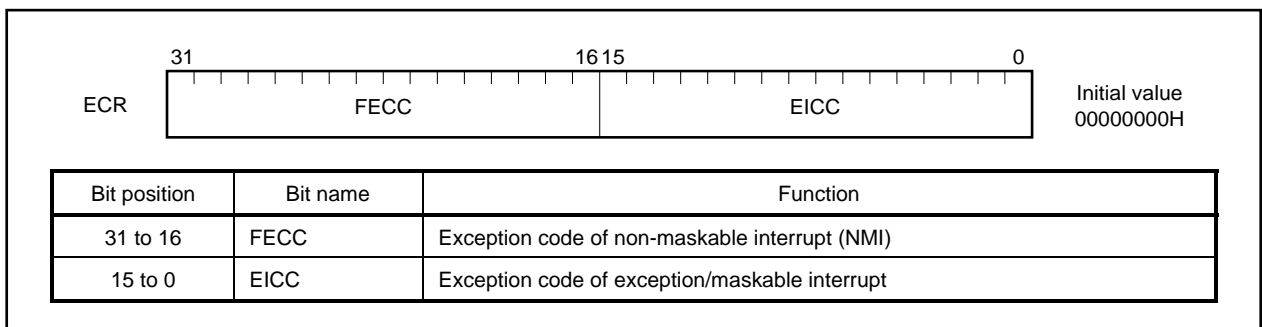 31 16 15 0
ECR FECC EICC Initial value
00000000H
Bit position Bit name Function
31 to 16 FECC Exception code of non-maskable interrupt (NMI)
15 to 0 EICC Exception code of exception/maskable interrupt